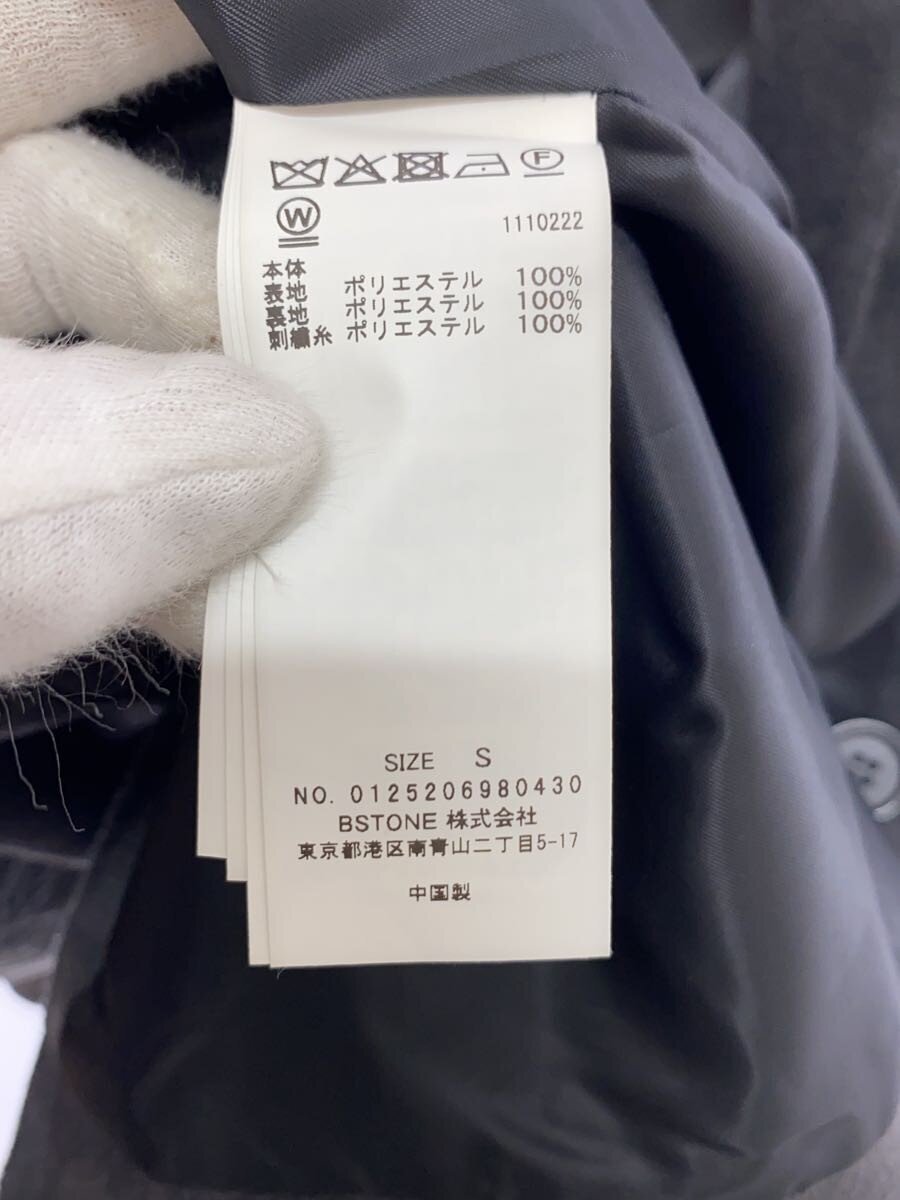 F
W
1110222
本体
表地 ポリエステル 100%
裏地 ポリエステル 100%
刺繍糸 ポリエステル 100%
SIZE S
NO. 0125206980430
BSTONE 株式会社
東京都港区南青山二丁目5-17
中国製